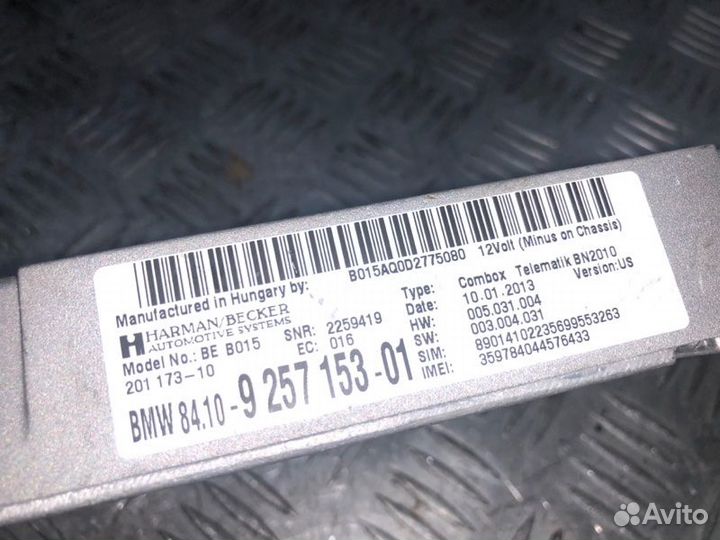 Manufactured in Hungary by:
B015AQ0D2775080 12Volt (Minus on Chassis)
HARMAN/BECKER
AUTOMOTIVE SYSTEMS
Model No.: BE B015
201 173-10
SNR: 2259419
EC: 016
Type: Combox Telematik BN2010
Date: 10.01.2013 Version:US
HW: 005.031.004
SW: 003.004.031
SIM: 89014102235699553263
IMEI: 359784044576433
BMW 84.10-9 257 153-01
Avito